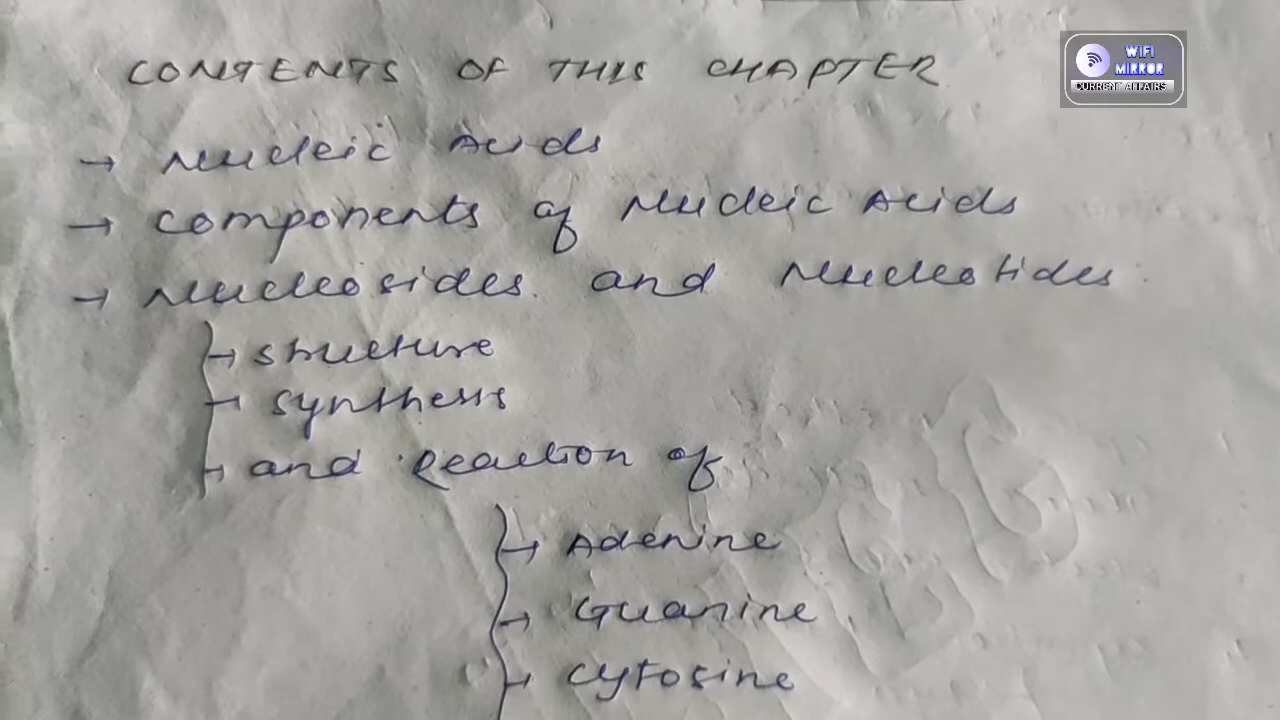 CONTENTS OF THIS CHAPTER
WIFI
MIRROR
CURRENT AFFAIRS
→ Nucleic Acids
→ Components of Nucleic Acids
→ Nucleosides and Nucleotides
→ structure
→ synthesis
→ and Reaction of
→ Adenine
→ Guanine
→ Cytosine